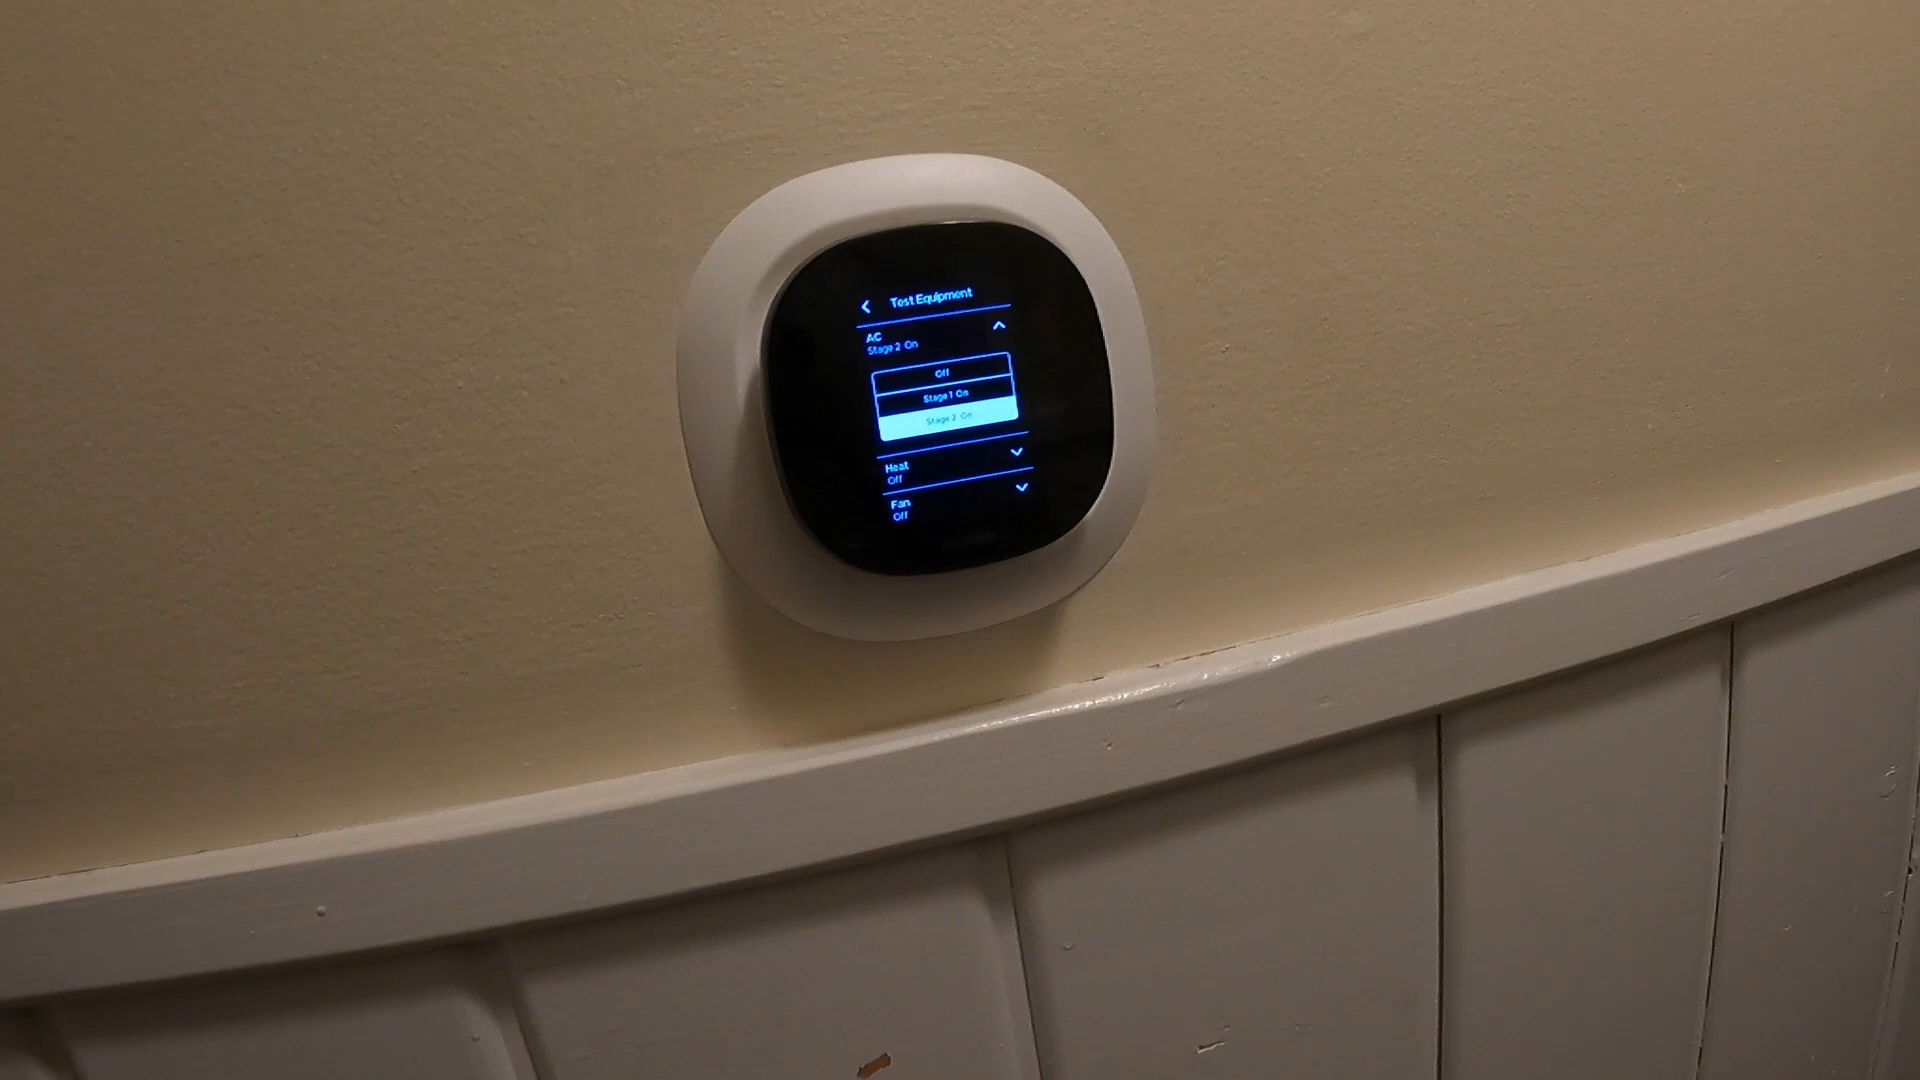 Test Equipment
AC
Stage 2 On
Off
Stage 1 On
Stage 2 On
Heat
Off
Fan
Off